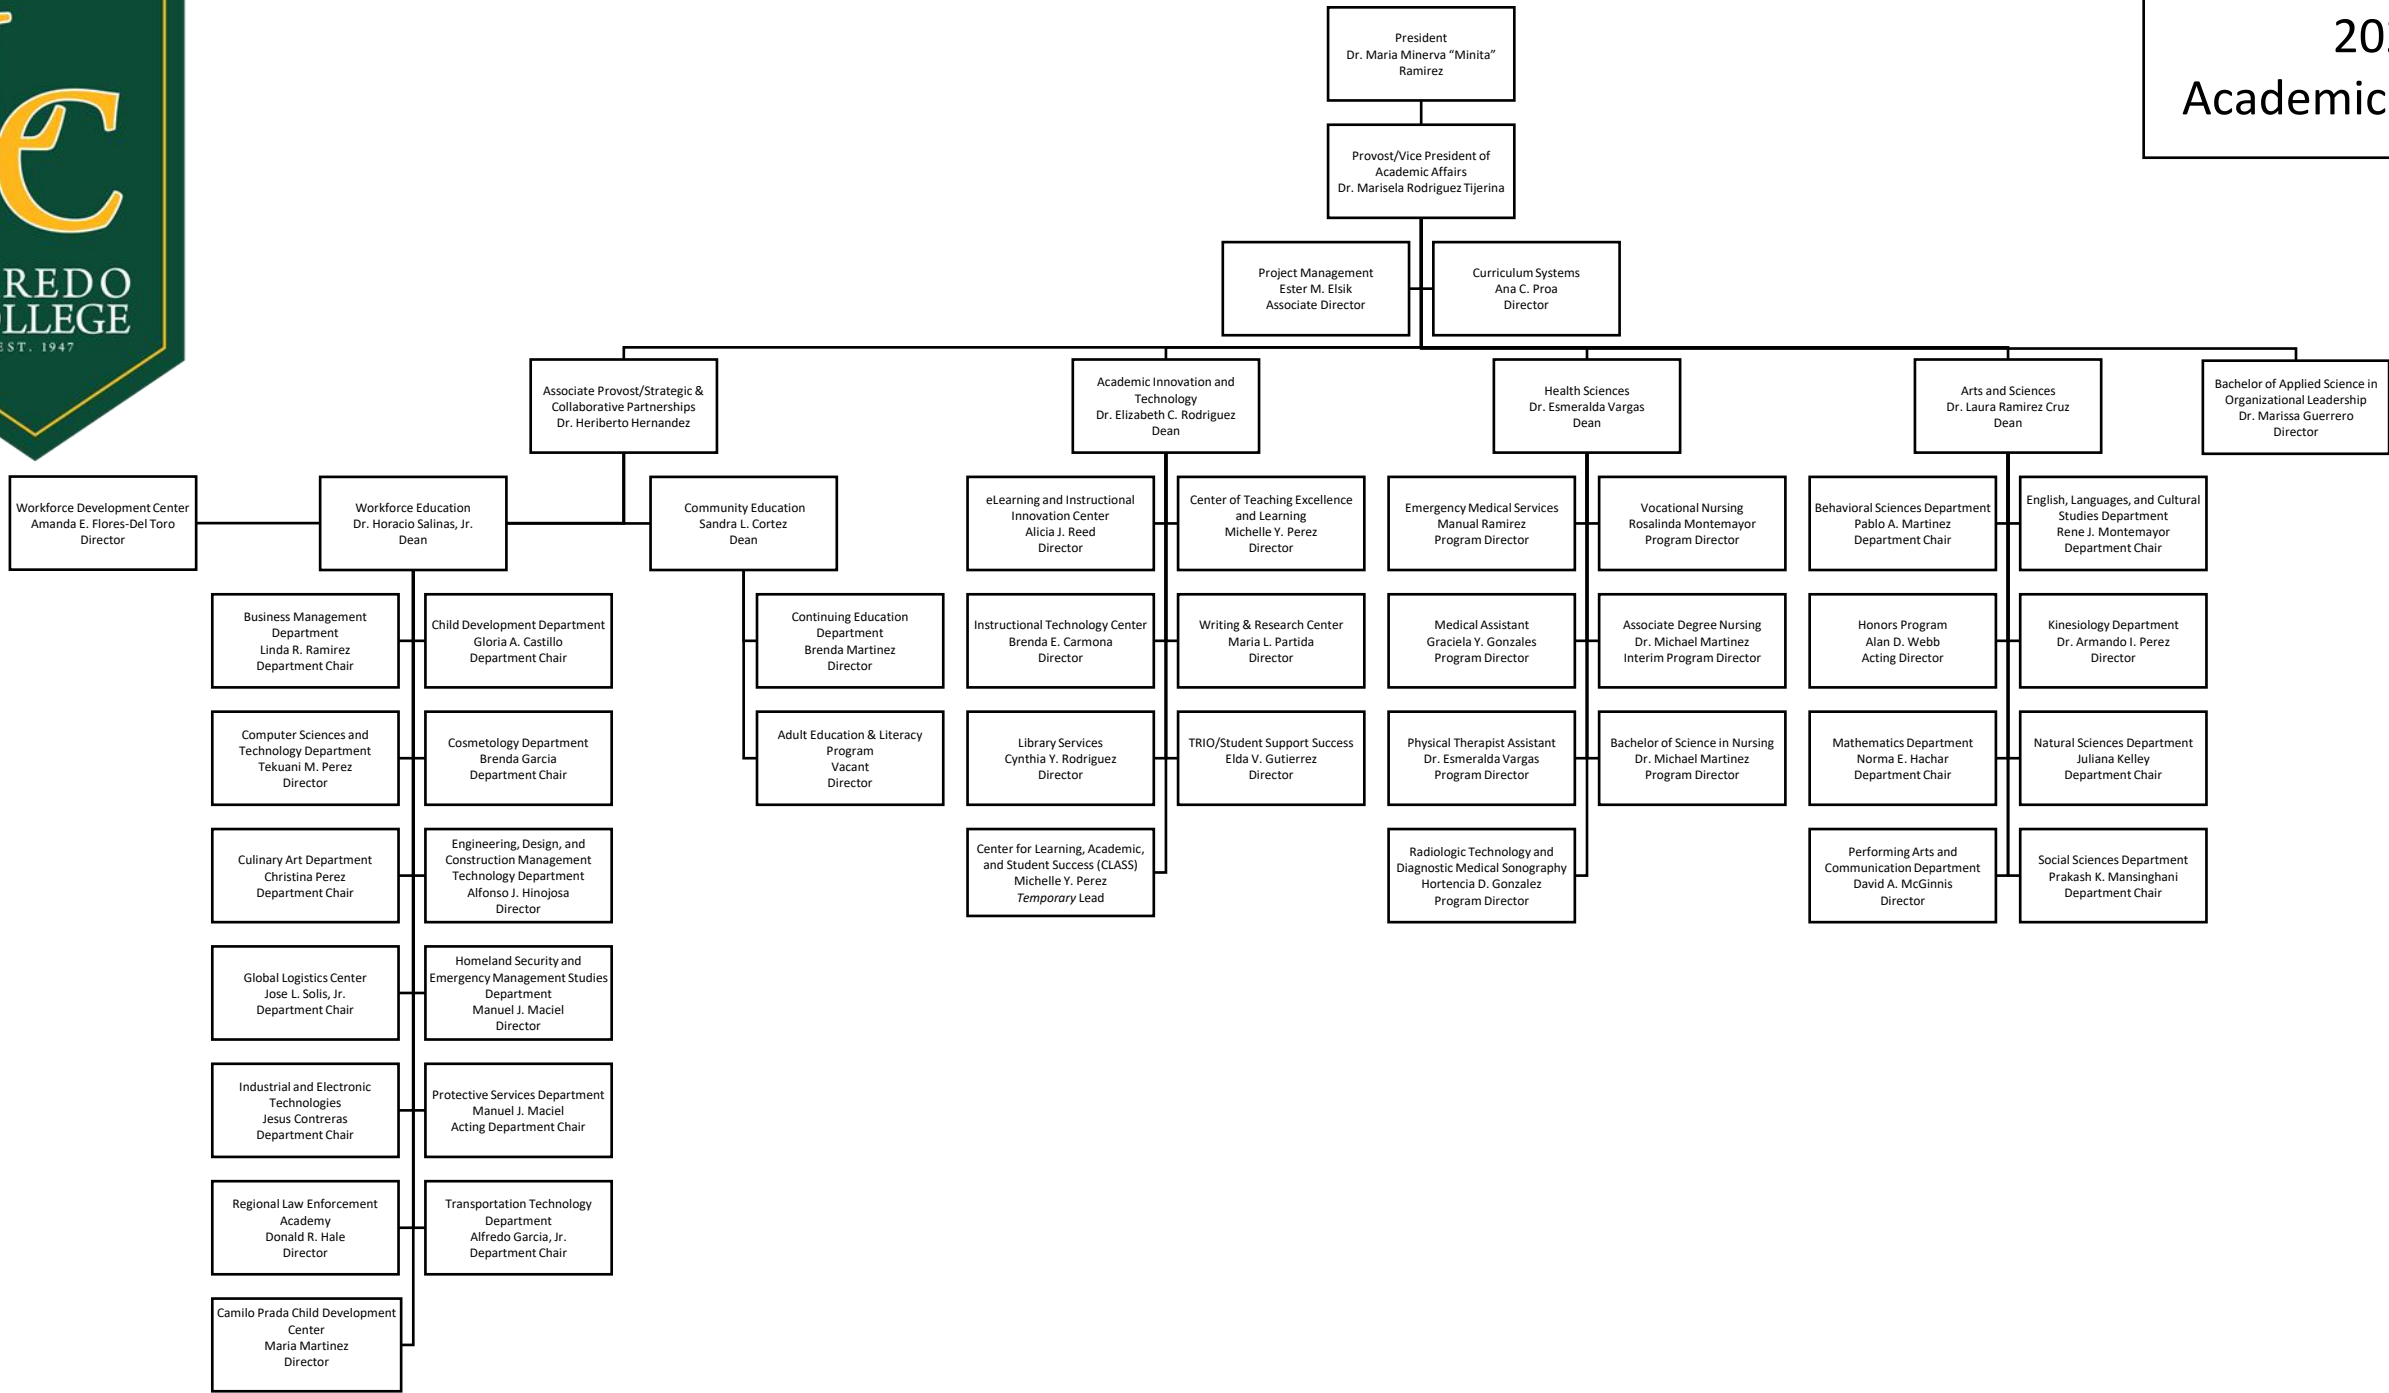 President
Dr. Maria Minerva “Minita”
Ramirez
Academic
Provost/Vice President of
Academic Affairs
Dr. Marisela Rodriguez Tijerina
Project Management
Ester M. Elsik
Associate Director
Curriculum Systems
Ana C. Proa
Director
EST. 1947
Associate Provost/Strategic &
Collaborative Partnerships
Dr. Heriberto Hernandez
Academic Innovation and
Technology
Dr. Elizabeth C. Rodriguez
Dean
Health Sciences
Dr. Esmeralda Vargas
Dean
Arts and Sciences
Dr. Laura Ramirez Cruz
Dean
Bachelor of Applied Science in
Organizational Leadership
Dr. Marissa Guerrero
Director
Workforce Development Center
Amanda E. Flores-Del Toro
Director
Workforce Education
Dr. Horacio Salinas, Jr.
Dean
Community Education
Sandra L. Cortez
Dean
eLearning and Instructional
Innovation Center
Alicia J. Reed
Director
Center of Teaching Excellence
and Learning
Michelle Y. Perez
Director
Emergency Medical Services
Manual Ramirez
Program Director
Vocational Nursing
Rosalinda Montemayor
Program Director
Behavioral Sciences Department
Pablo A. Martinez
Department Chair
English, Languages, and Cultural
Studies Department
Rene J. Montemayor
Department Chair
Business Management
Department
Linda R. Ramirez
Department Chair
Child Development Department
Gloria A. Castillo
Department Chair
Continuing Education
Department
Brenda Martinez
Director
Instructional Technology Center
Brenda E. Carmona
Director
Writing & Research Center
Maria L. Partida
Director
Medical Assistant
Graciela Y. Gonzales
Program Director
Associate Degree Nursing
Dr. Michael Martinez
Interim Program Director
Honors Program
Alan D. Webb
Acting Director
Kinesiology Department
Dr. Armando I. Perez
Director
Computer Sciences and
Technology Department
Tekuani M. Perez
Director
Cosmetology Department
Brenda Garcia
Department Chair
Adult Education & Literacy
Program
Vacant
Director
Library Services
Cynthia Y. Rodriguez
Director
TRIO/Student Support Success
Elda V. Gutierrez
Director
Physical Therapist Assistant
Dr. Esmeralda Vargas
Program Director
Bachelor of Science in Nursing
Dr. Michael Martinez
Program Director
Mathematics Department
Norma E. Hachar
Department Chair
Natural Sciences Department
Juliana Kelley
Department Chair
Culinary Art Department
Christina Perez
Department Chair
Engineering, Design, and
Construction Management
Technology Department
Alfonso J. Hinojosa
Director
Center for Learning, Academic,
and Student Success (CLASS)
Michelle Y. Perez
Temporary Lead
Radiologic Technology and
Diagnostic Medical Sonography
Hortencia D. Gonzalez
Program Director
Performing Arts and
Communication Department
David A. McGinnis
Director
Social Sciences Department
Prakash K. Mansinghani
Department Chair
Global Logistics Center
Jose L. Solis, Jr.
Department Chair
Homeland Security and
Emergency Management Studies
Department
Manuel J. Maciel
Director
Industrial and Electronic
Technologies
Jesus Contreras
Department Chair
Protective Services Department
Manuel J. Maciel
Acting Department Chair
Regional Law Enforcement
Academy
Donald R. Hale
Director
Transportation Technology
Department
Alfredo Garcia, Jr.
Department Chair
Camilo Prada Child Development
Center
Maria Martinez
Director